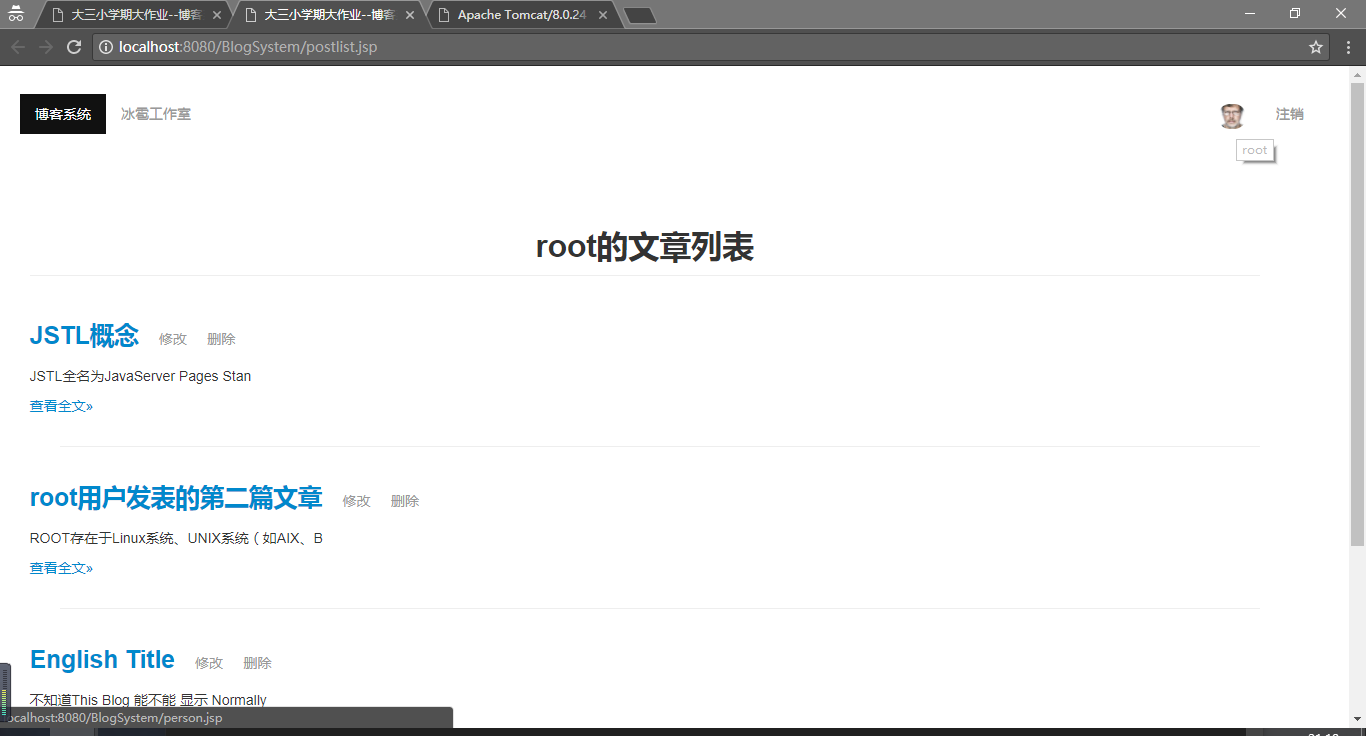 大三小学期大作业--博客
大三小学期大作业--博客
Apache Tomcat/8.0.24
localhost:8080/BlogSystem/postlist.jsp
博客系统 冰雹工作室 注销
root
root的文章列表
JSTL概念 修改 删除
JSTL全名为JavaServer Pages Stan
查看全文»
root用户发表的第二篇文章 修改 删除
ROOT存在于Linux系统、UNIX系统（如AIX、B
查看全文»
English Title 修改 删除
不知道This Blog 能不能 显示 Normally
ocalhost:8080/BlogSystem/person.jsp